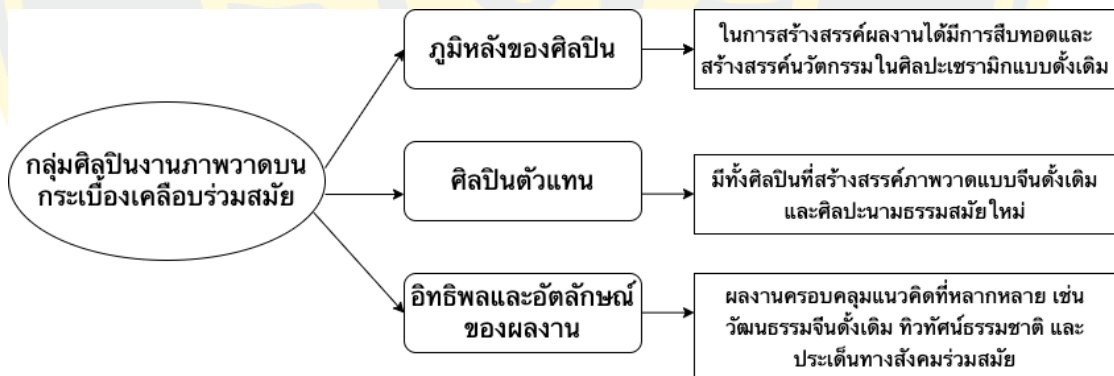 กลุ่มศิลปินงานภาพวาดบน
กระเบื้องเคลือบร่วมสมัย
ภูมิหลังของศิลปิน
ในการสร้างสรรค์ผลงานได้มีการสืบทอดและ
สร้างสรรค์นวัตกรรมในศิลปะเซรามิกแบบดั้งเดิม
ศิลปินตัวแทน
มีทั้งศิลปินที่สร้างสรรค์ภาพวาดแบบจีนดั้งเดิม
และศิลปะนามธรรมสมัยใหม่
อิทธิพลและอัตลักษณ์
ของผลงาน
ผลงานครอบคลุมแนวคิดที่หลากหลาย เช่น
วัฒนธรรมจีนดั้งเดิม ทิวทัศน์ธรรมชาติ และ
ประเด็นทางสังคมร่วมสมัย